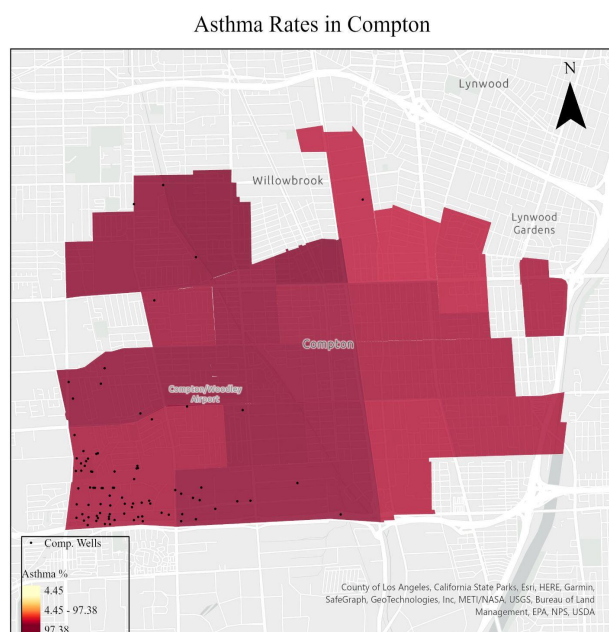 Asthma Rates in Compton
Lynwood
N
Willowbrook
Lynwood
Gardens
Compton
Compton/Woodley
Airport
Comp. Wells
Asthma %
4.45
4.45 - 97.38
97.38
County of Los Angeles, California State Parks, Esri, HERE, Garmin,
SafeGraph, GeoTechnologies, Inc, METI/NASA, USGS, Bureau of Land
Management, EPA, NPS, USDA